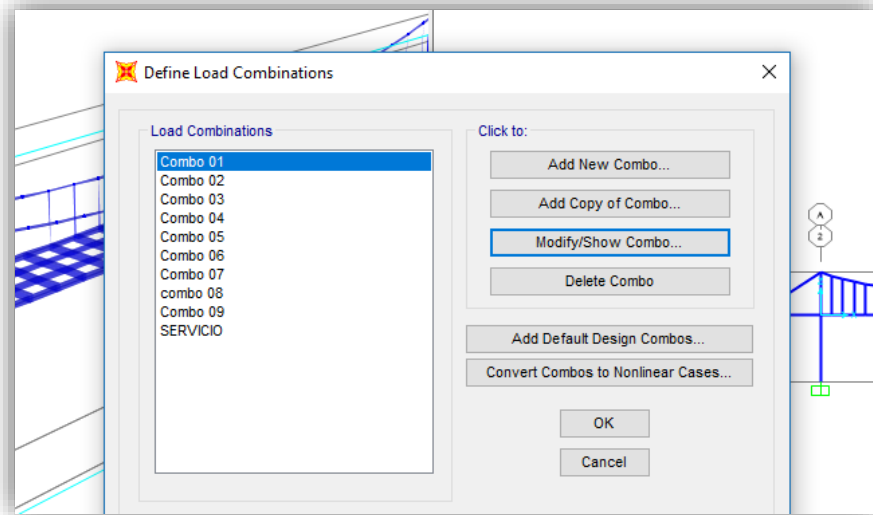 Define Load Combinations
Load Combinations
Combo 01
Combo 02
Combo 03
Combo 04
Combo 05
Combo 06
Combo 07
combo 08
Combo 09
SERVICIO
Click to:
Add New Combo...
Add Copy of Combo...
Modify/Show Combo...
Delete Combo
Add Default Design Combos...
Convert Combos to Nonlinear Cases...
OK
Cancel
A
2